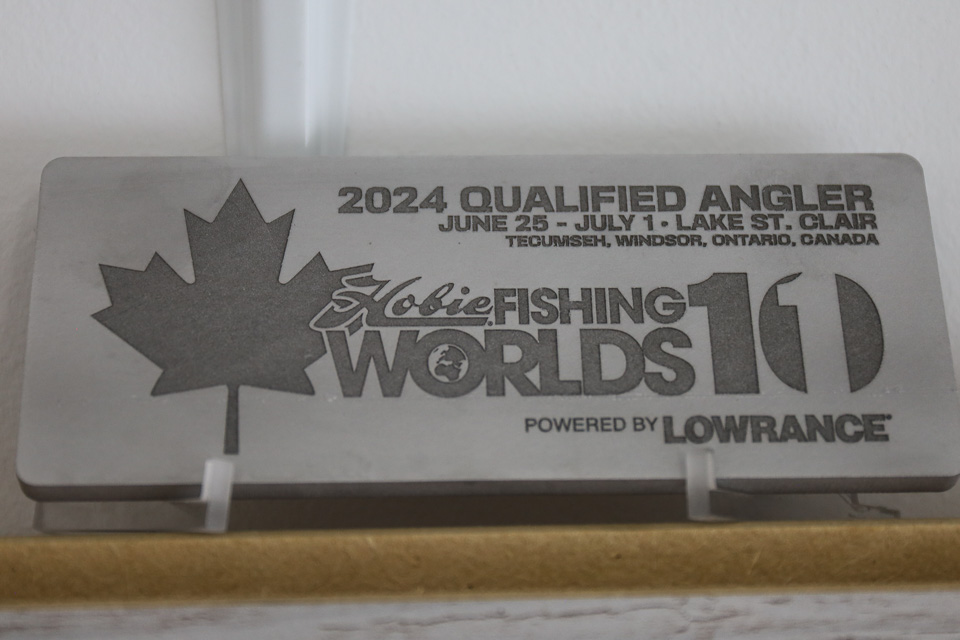 2024 QUALIFIED ANGLER
JUNE 25 - JULY 1 • LAKE ST. CLAIR
TECUMSEH, WINDSOR, ONTARIO, CANADA
Hobie FISHING
WORLDS 10
POWERED BY LOWRANCE